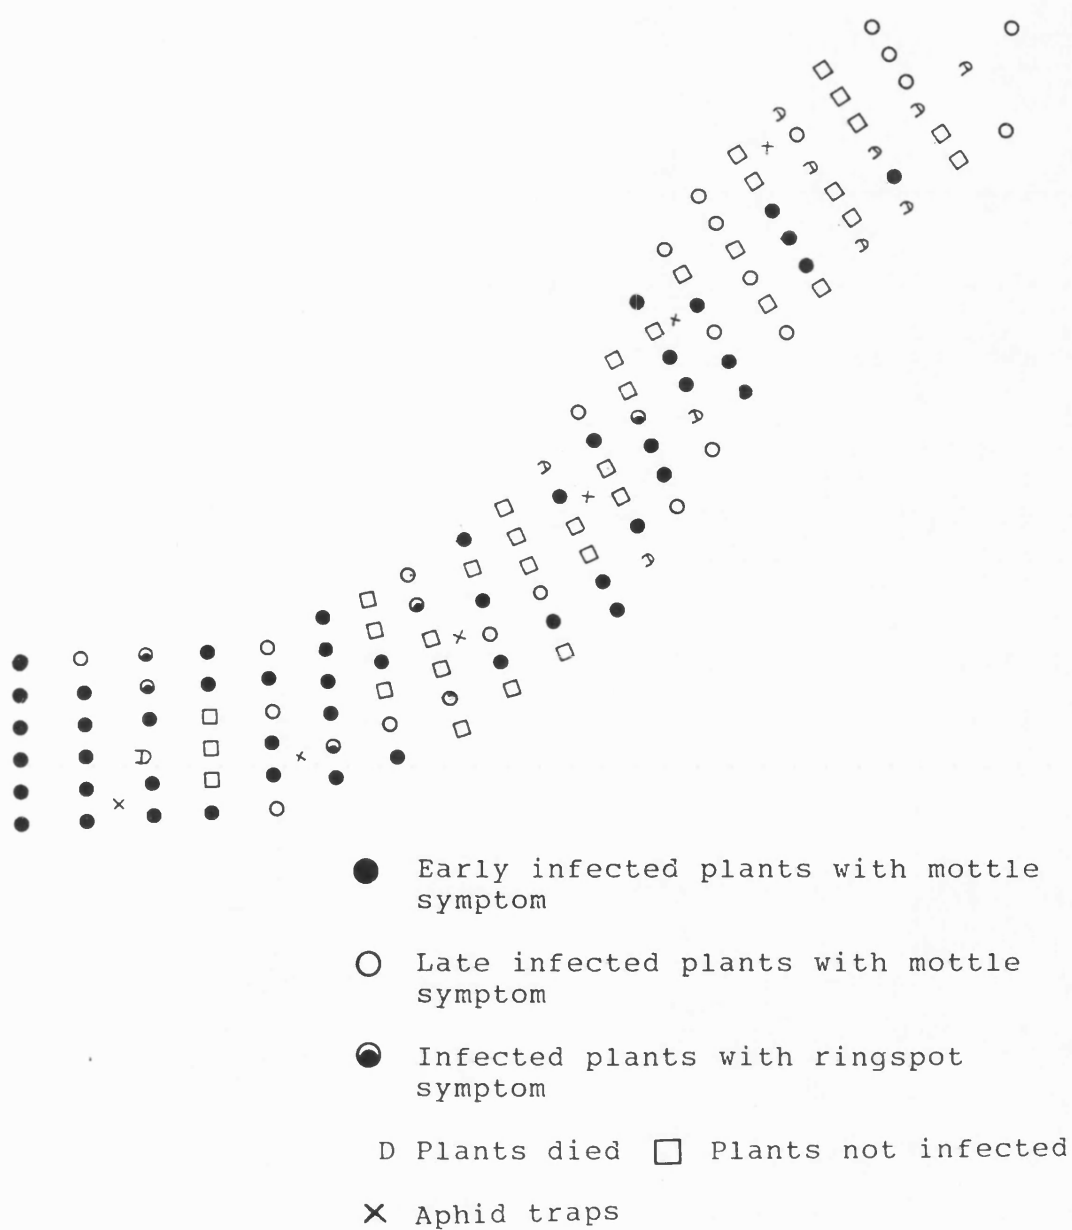 D
Early infected plants with mottle
symptom
Late infected plants with mottle
symptom
Infected plants with ringspot
symptom
D Plants died Plants not infected
Aphid traps